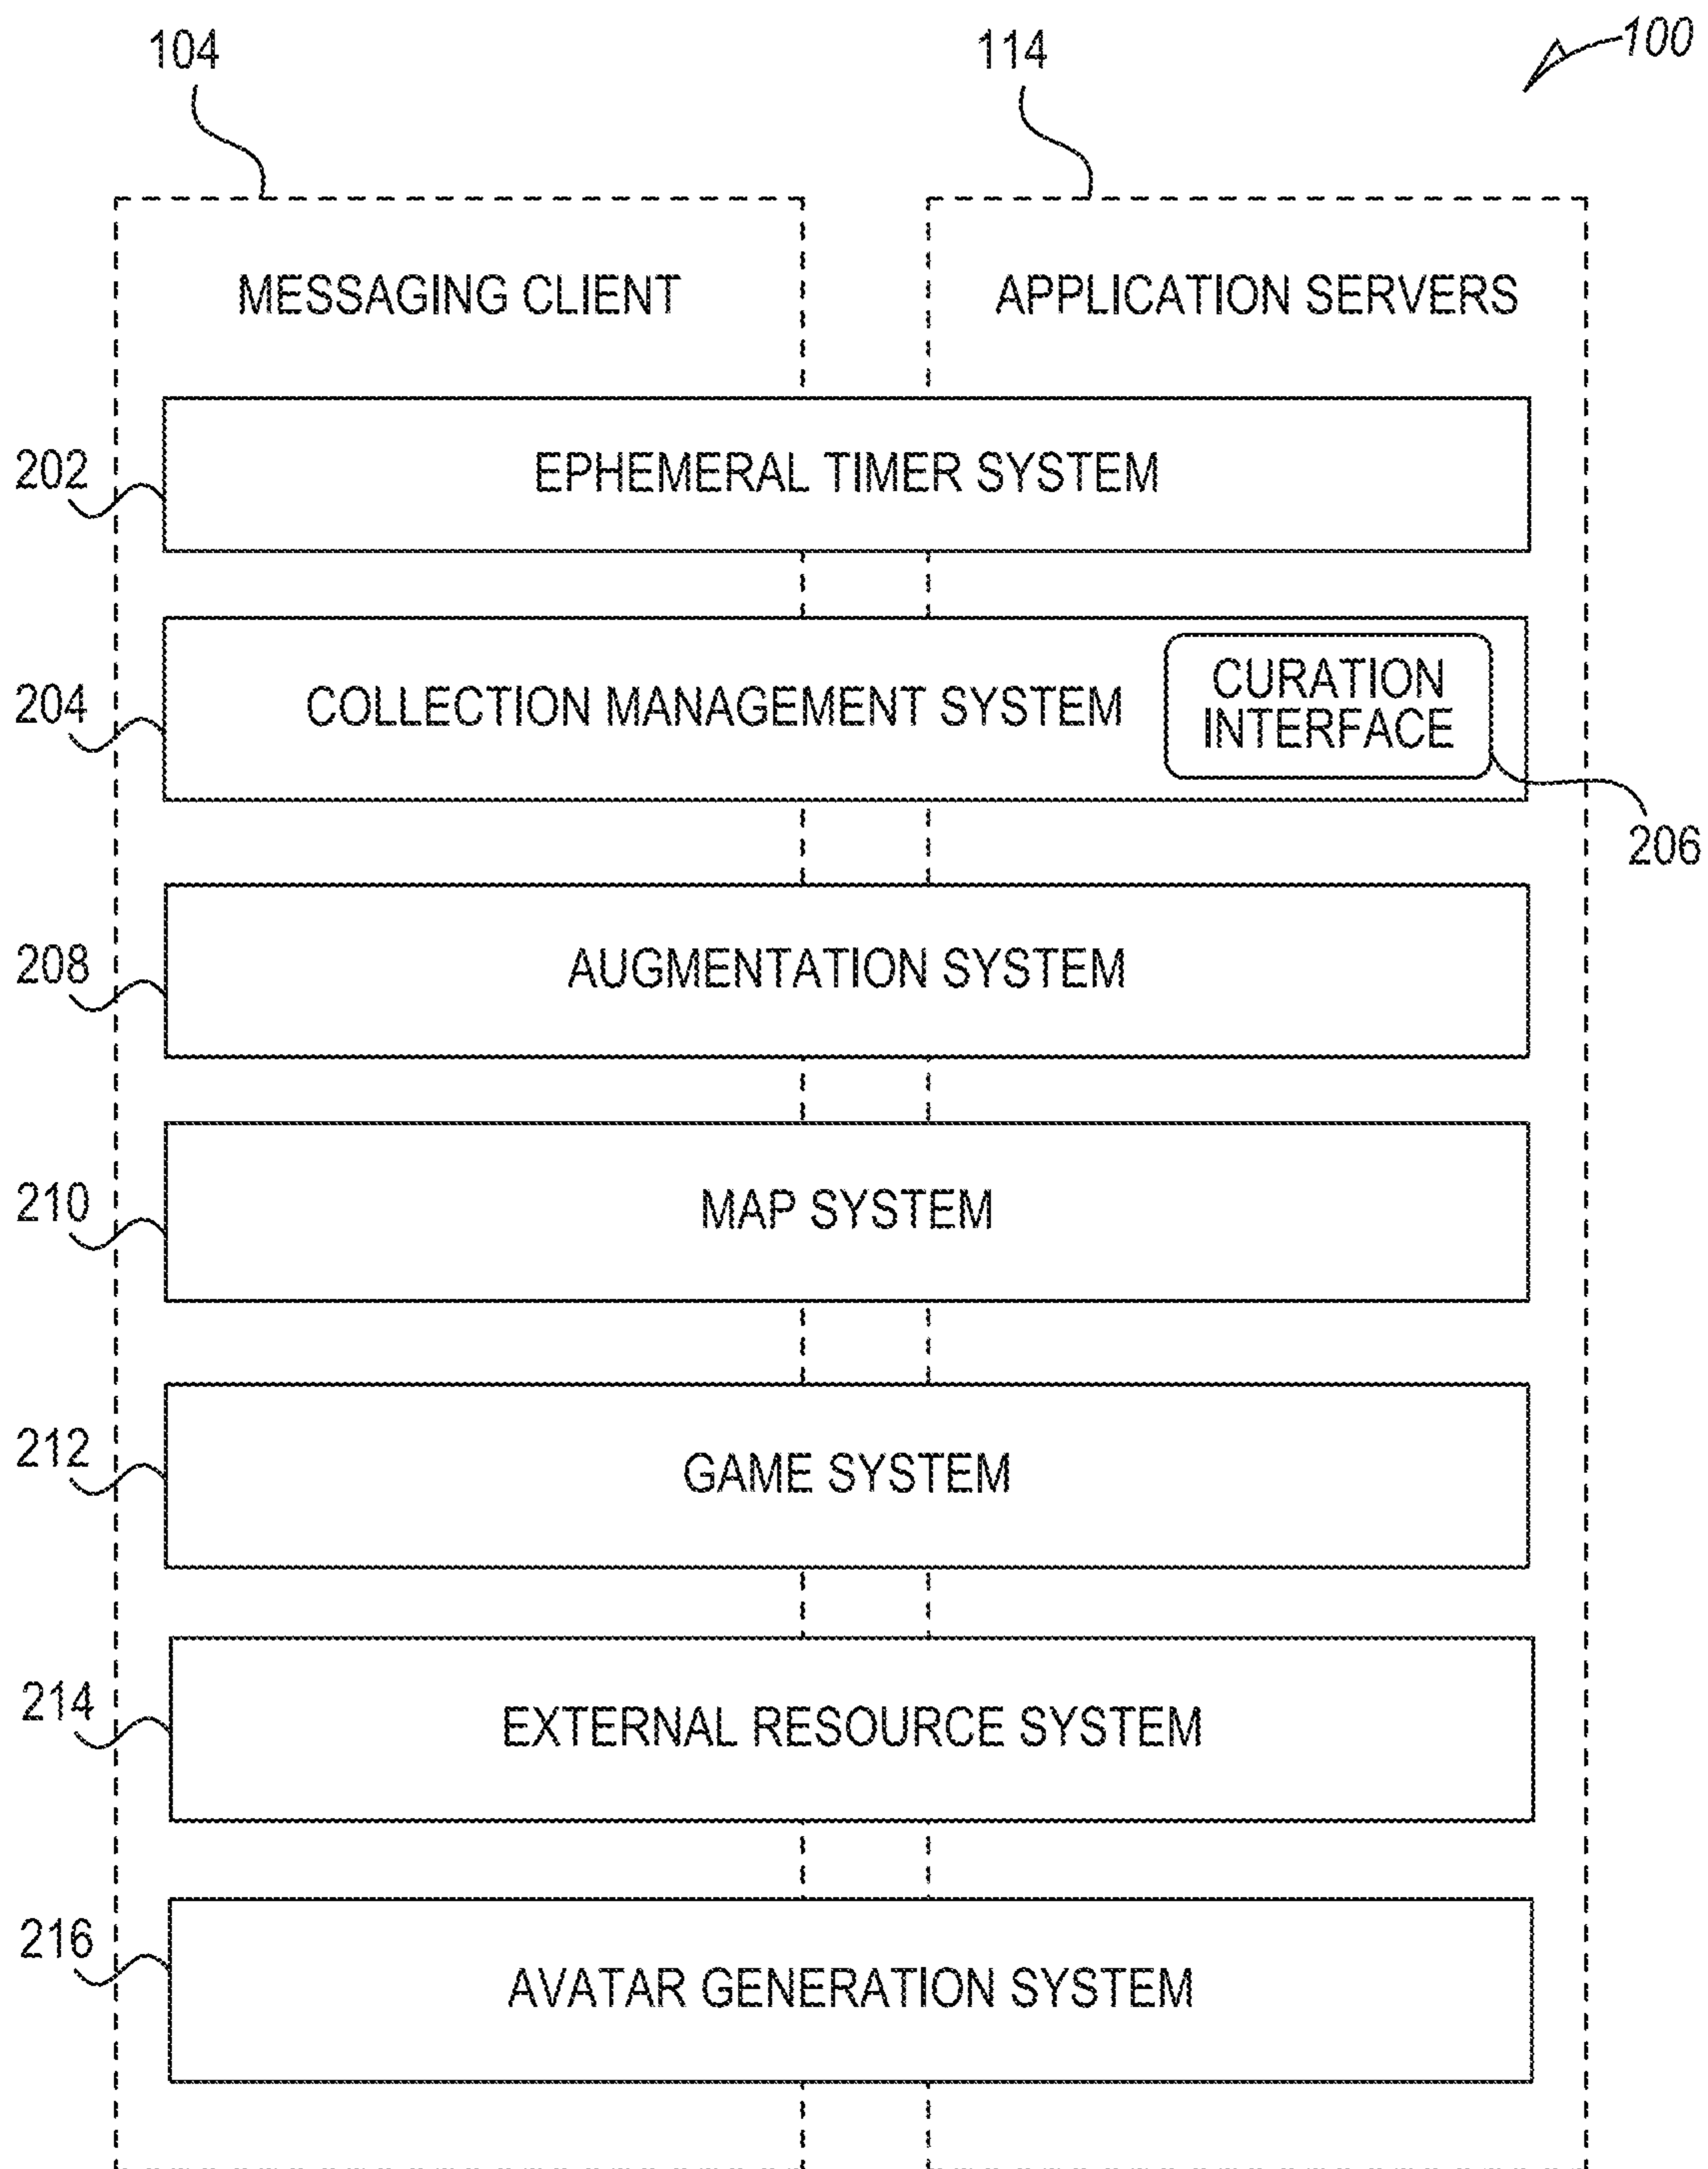 104
114
100
MESSAGING CLIENT
APPLICATION SERVERS
202
EPHEMERAL TIMER SYSTEM
204
COLLECTION MANAGEMENT SYSTEM
CURATION
INTERFACE
206
208
AUGMENTATION SYSTEM
210
MAP SYSTEM
212
GAME SYSTEM
214
EXTERNAL RESOURCE SYSTEM
216
AVATAR GENERATION SYSTEM